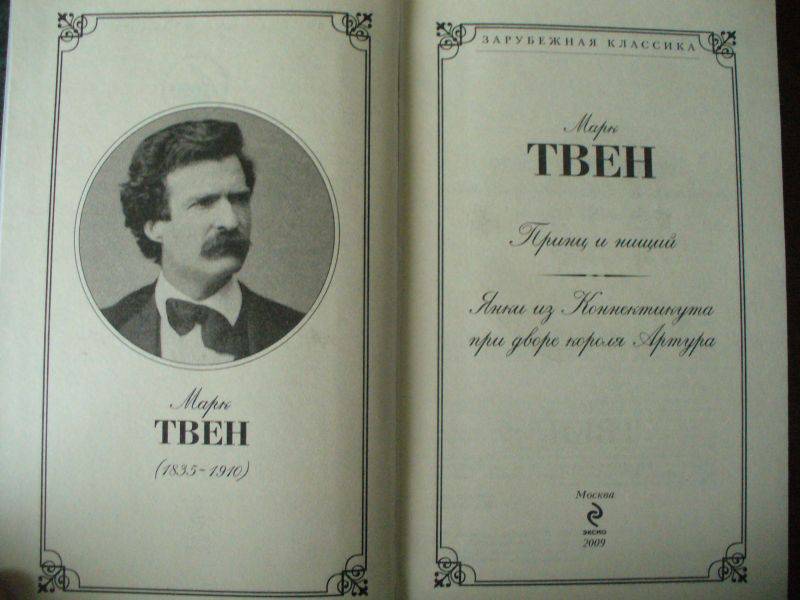 Марк
ТВЕН
(1835–1910)
ЗАРУБЕЖНАЯ КЛАССИКА
Марк
ТВЕН
Принц и нищий
Янки из Коннектикута
при дворе короля Артура
Москва
ЭКСМО
2009